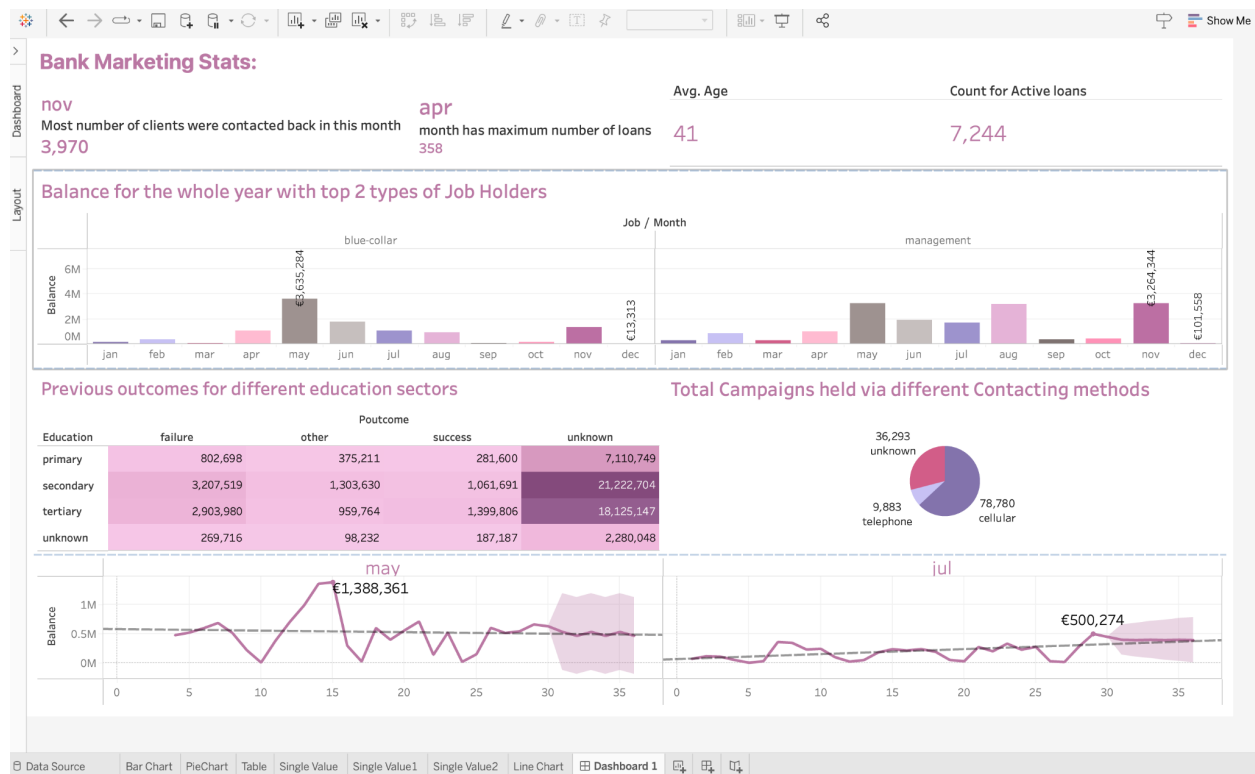 Show Me
Dashboard
Layout
Bank Marketing Stats:
nov
Most number of clients were contacted back in this month
3,970
apr
month has maximum number of loans
358
Avg. Age
41
Count for Active loans
7,244
Balance for the whole year with top 2 types of Job Holders
Job / Month
blue-collar
management
Balance
6M
4M
2M
0M
€3,635,284
€13,313
€3,264,344
€101,558
jan feb mar apr may jun jul aug sep oct nov dec
jan feb mar apr may jun jul aug sep oct nov dec
Previous outcomes for different education sectors
Poutcome
Education failure other success unknown
primary 802,698 375,211 281,600 7,110,749
secondary 3,207,519 1,303,630 1,061,691 21,222,704
tertiary 2,903,980 959,764 1,399,806 18,125,147
unknown 269,716 98,232 187,187 2,280,048
Total Campaigns held via different Contacting methods
36,293
unknown
9,883
telephone
78,780
cellular
may
€1,388,361
Balance
1M
0.5M
0M
0 5 10 15 20 25 30 35
jul
€500,274
0 5 10 15 20 25 30 35
Data Source Bar Chart PieChart Table Single Value Single Value1 Single Value2 Line Chart Dashboard 1